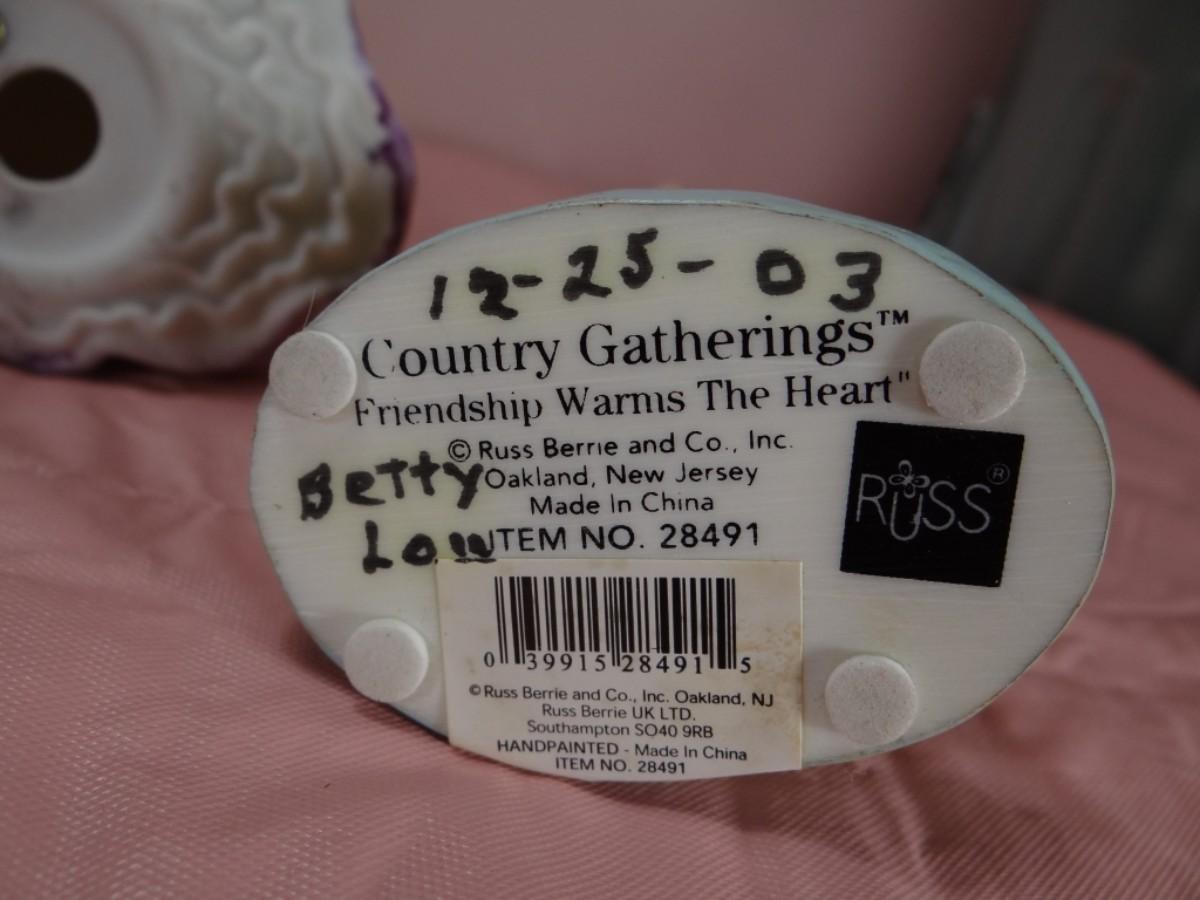 12-25-03
Country Gatherings™
Friendship Warms The Heart"
© Russ Berrie and Co., Inc.
Oakland, New Jersey
Made In China
ITEM NO. 28491
Betty
Low
RUSS®
0 39915 28491 5
© Russ Berrie and Co., Inc. Oakland, NJ
Russ Berrie UK LTD.
Southampton SO40 9RB
HANDPAINTED - Made In China
ITEM NO. 28491